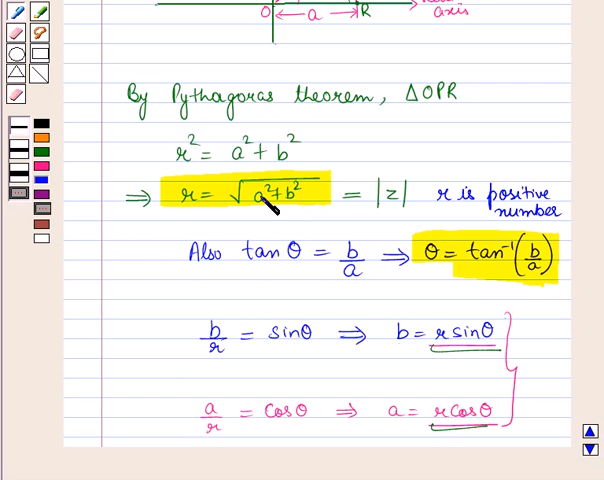 axis
O ← a → R
By Pythagoras theorem, △OPR
r² = a² + b²
⇒ r = √a²+b² = |z| r is positive number
Also tan θ = b/a ⇒ θ = tan⁻¹(b/a)
b/r = sinθ ⇒ b = r sinθ
a/r = cosθ ⇒ a = r cosθ